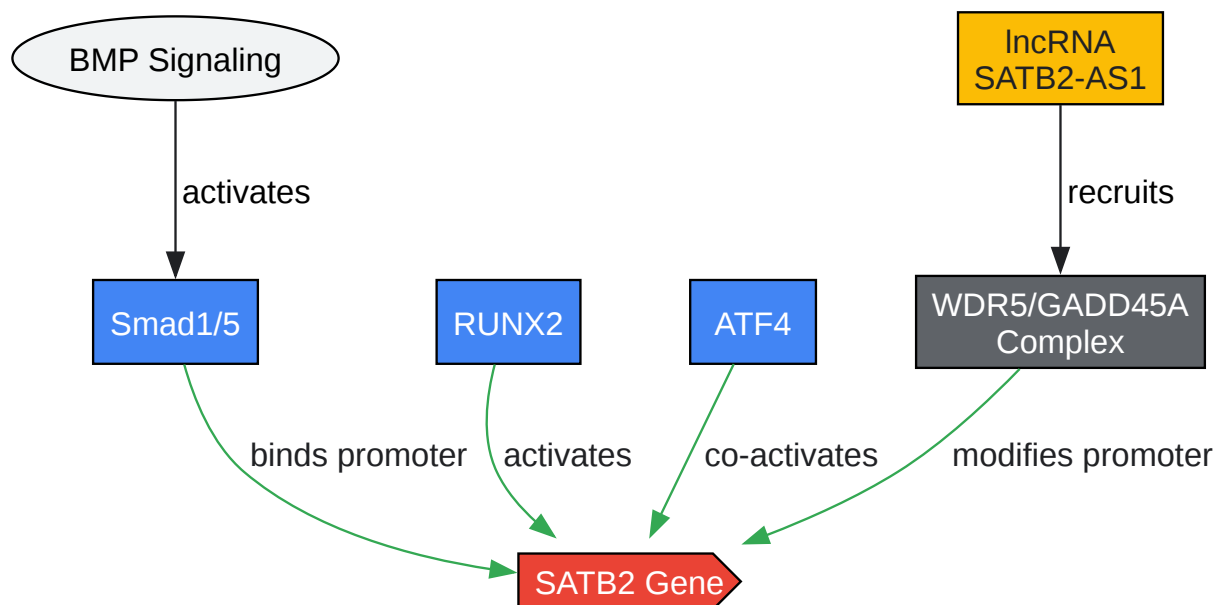 BMP Signaling
lncRNA
SATB2-AS1
activates
recruits
Smad1/5
RUNX2
ATF4
WDR5/GADD45A
Complex
binds promoter
activates
co-activates
modifies promoter
SATB2 Gene